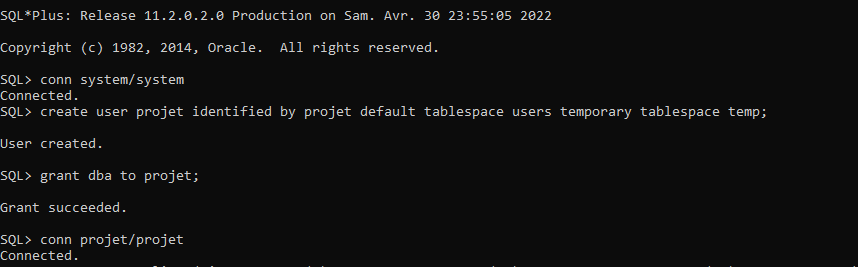 SQL*Plus: Release 11.2.0.2.0 Production on Sam. Avr. 30 23:55:05 2022
Copyright (c) 1982, 2014, Oracle.  All rights reserved.
SQL> conn system/system
Connected.
SQL> create user projet identified by projet default tablespace users temporary tablespace temp;
User created.
SQL> grant dba to projet;
Grant succeeded.
SQL> conn projet/projet
Connected.